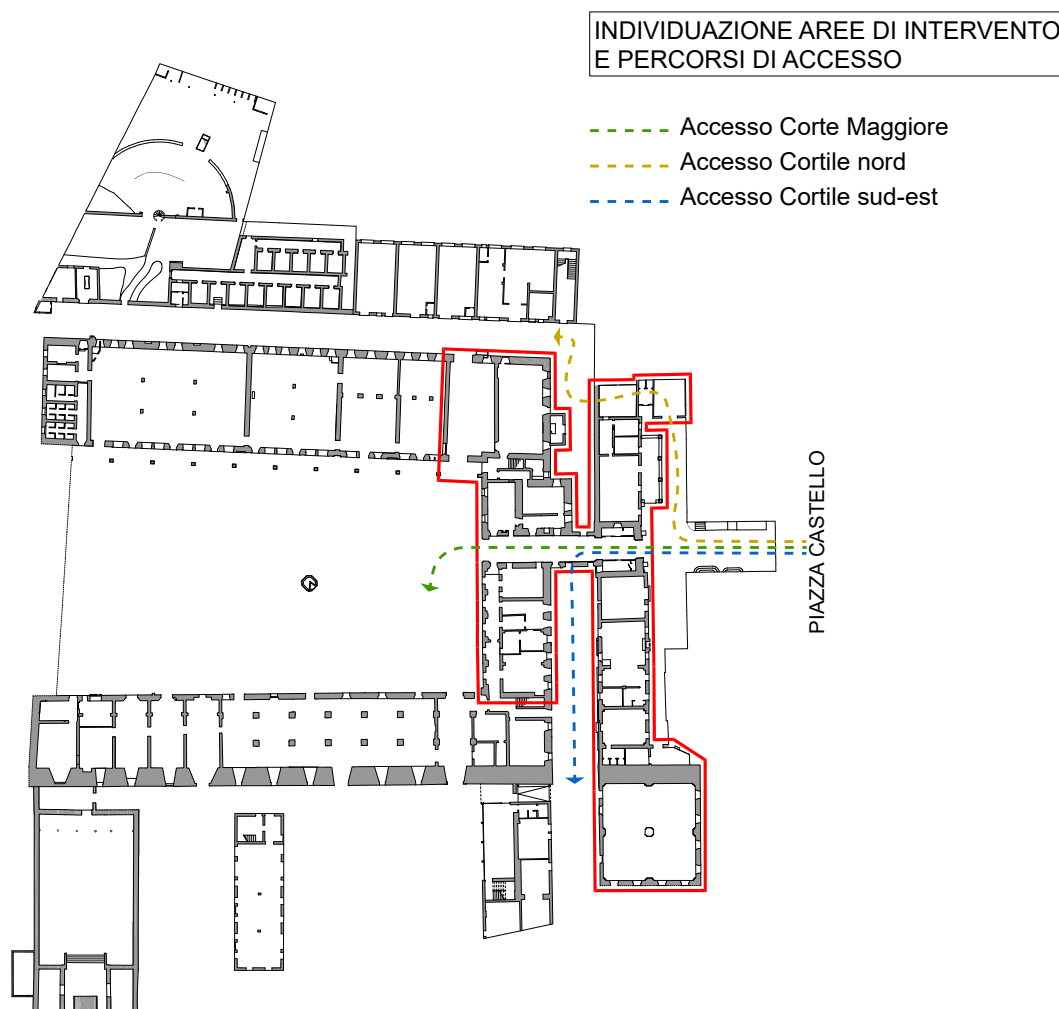 INDIVIDUAZIONE AREE DI INTERVENTO
E PERCORSI DI ACCESSO
Accesso Corte Maggiore
Accesso Cortile nord
Accesso Cortile sud-est
PIAZZA CASTELLO